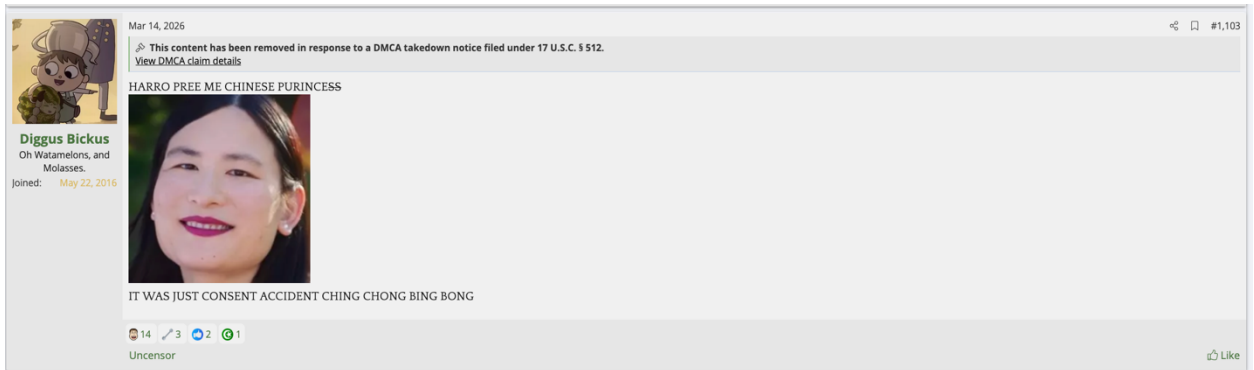 Mar 14, 2026
#1,103
This content has been removed in response to a DMCA takedown notice filed under 17 U.S.C. § 512.
View DMCA claim details
HARRO PREE ME CHINESE PURINCESS
Diggus Bickus
Oh Watamelons, and
Molasses.
Joined: May 22, 2016
IT WAS JUST CONSENT ACCIDENT CHING CHONG BING BONG
14 3 2 1
Uncensor
Like